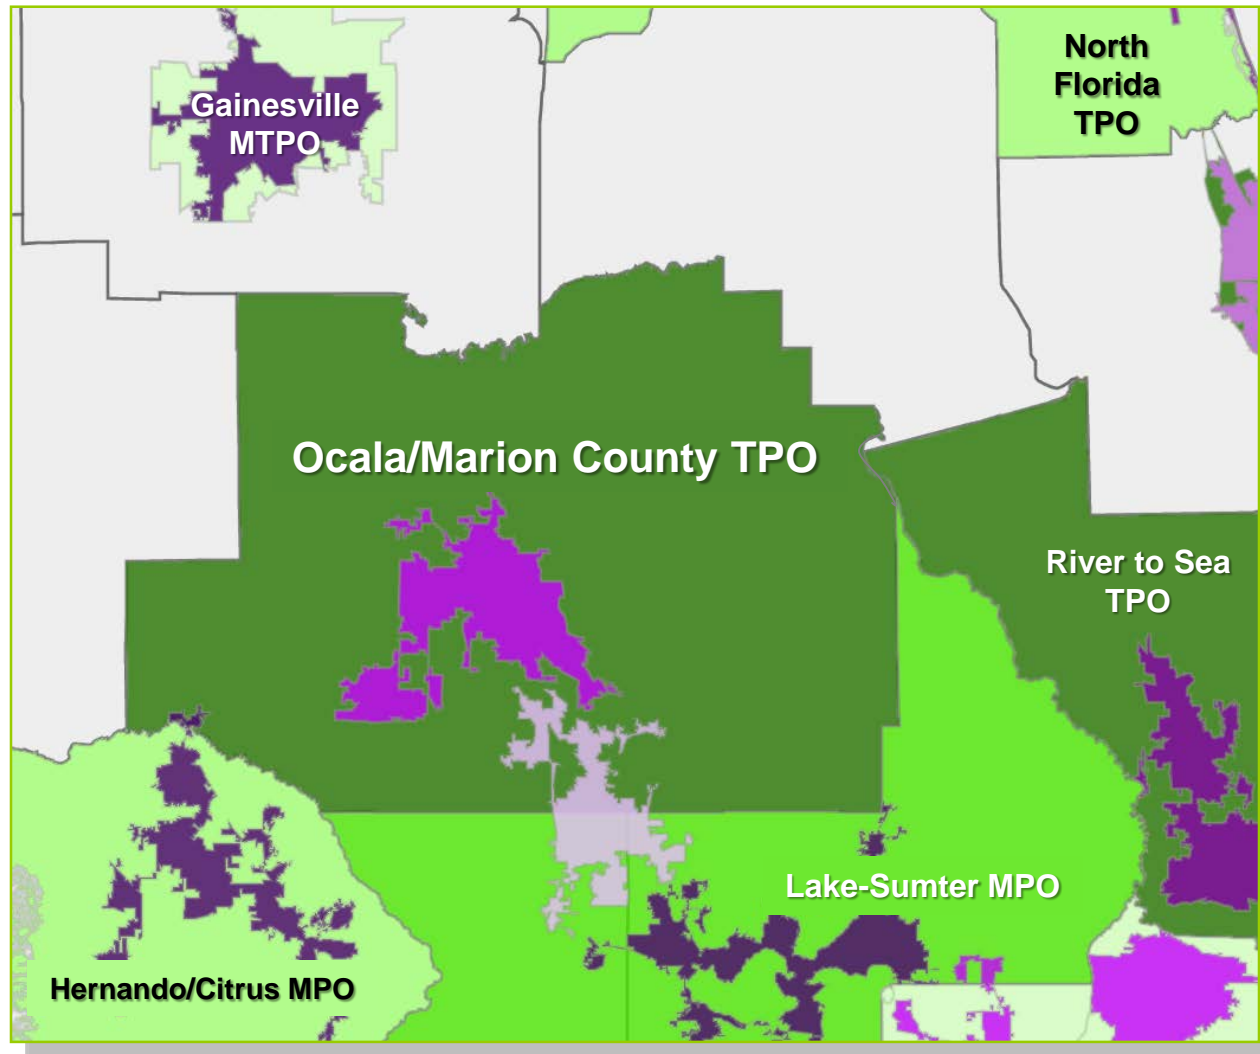 North
Florida
TPO
Gainesville
MTPO
Ocala/Marion County TPO
River to Sea
TPO
Lake-Sumter MPO
Hernando/Citrus MPO